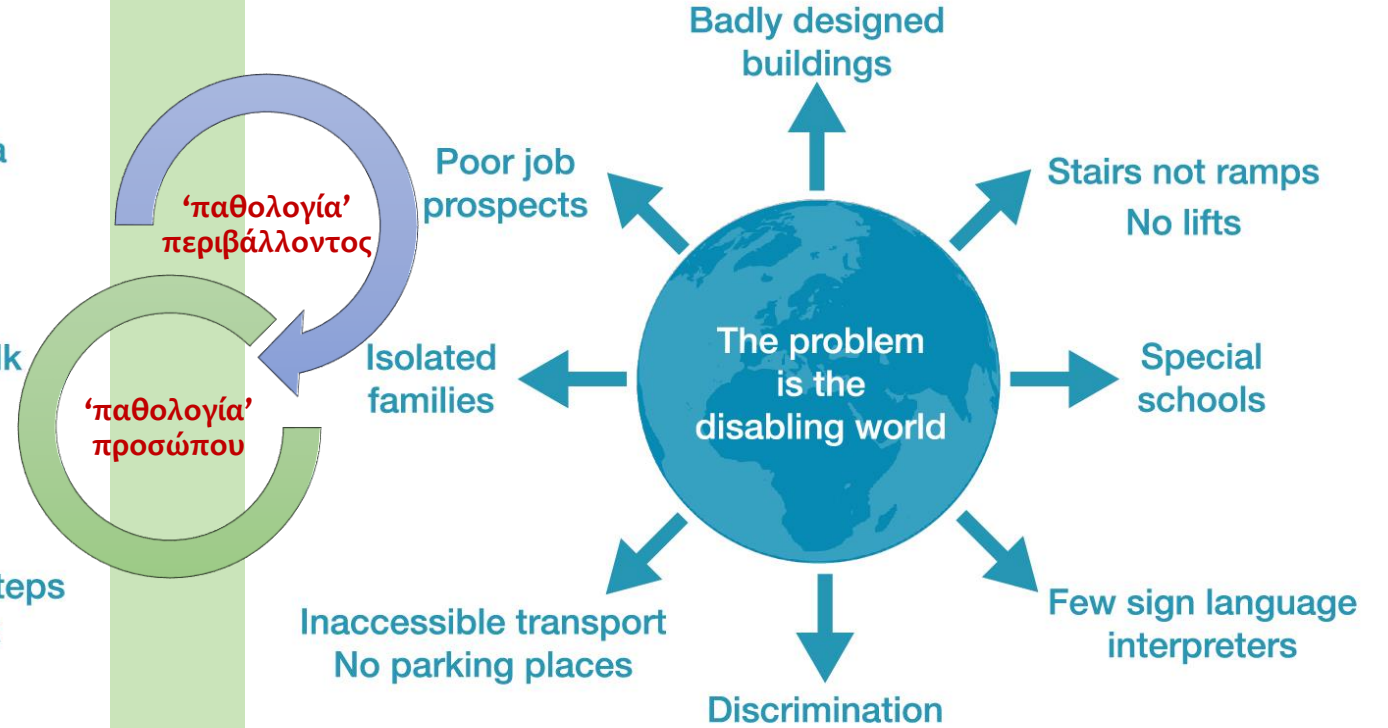 Badly designed
buildings
Poor job
prospects
Stairs not ramps
No lifts
‘παθολογία’
περιβάλλοντος
The problem
is the
disabling world
Isolated
families
Special
schools
‘παθολογία’
προσώπου
teps
Inaccessible transport
No parking places
Few sign language
interpreters
Discrimination